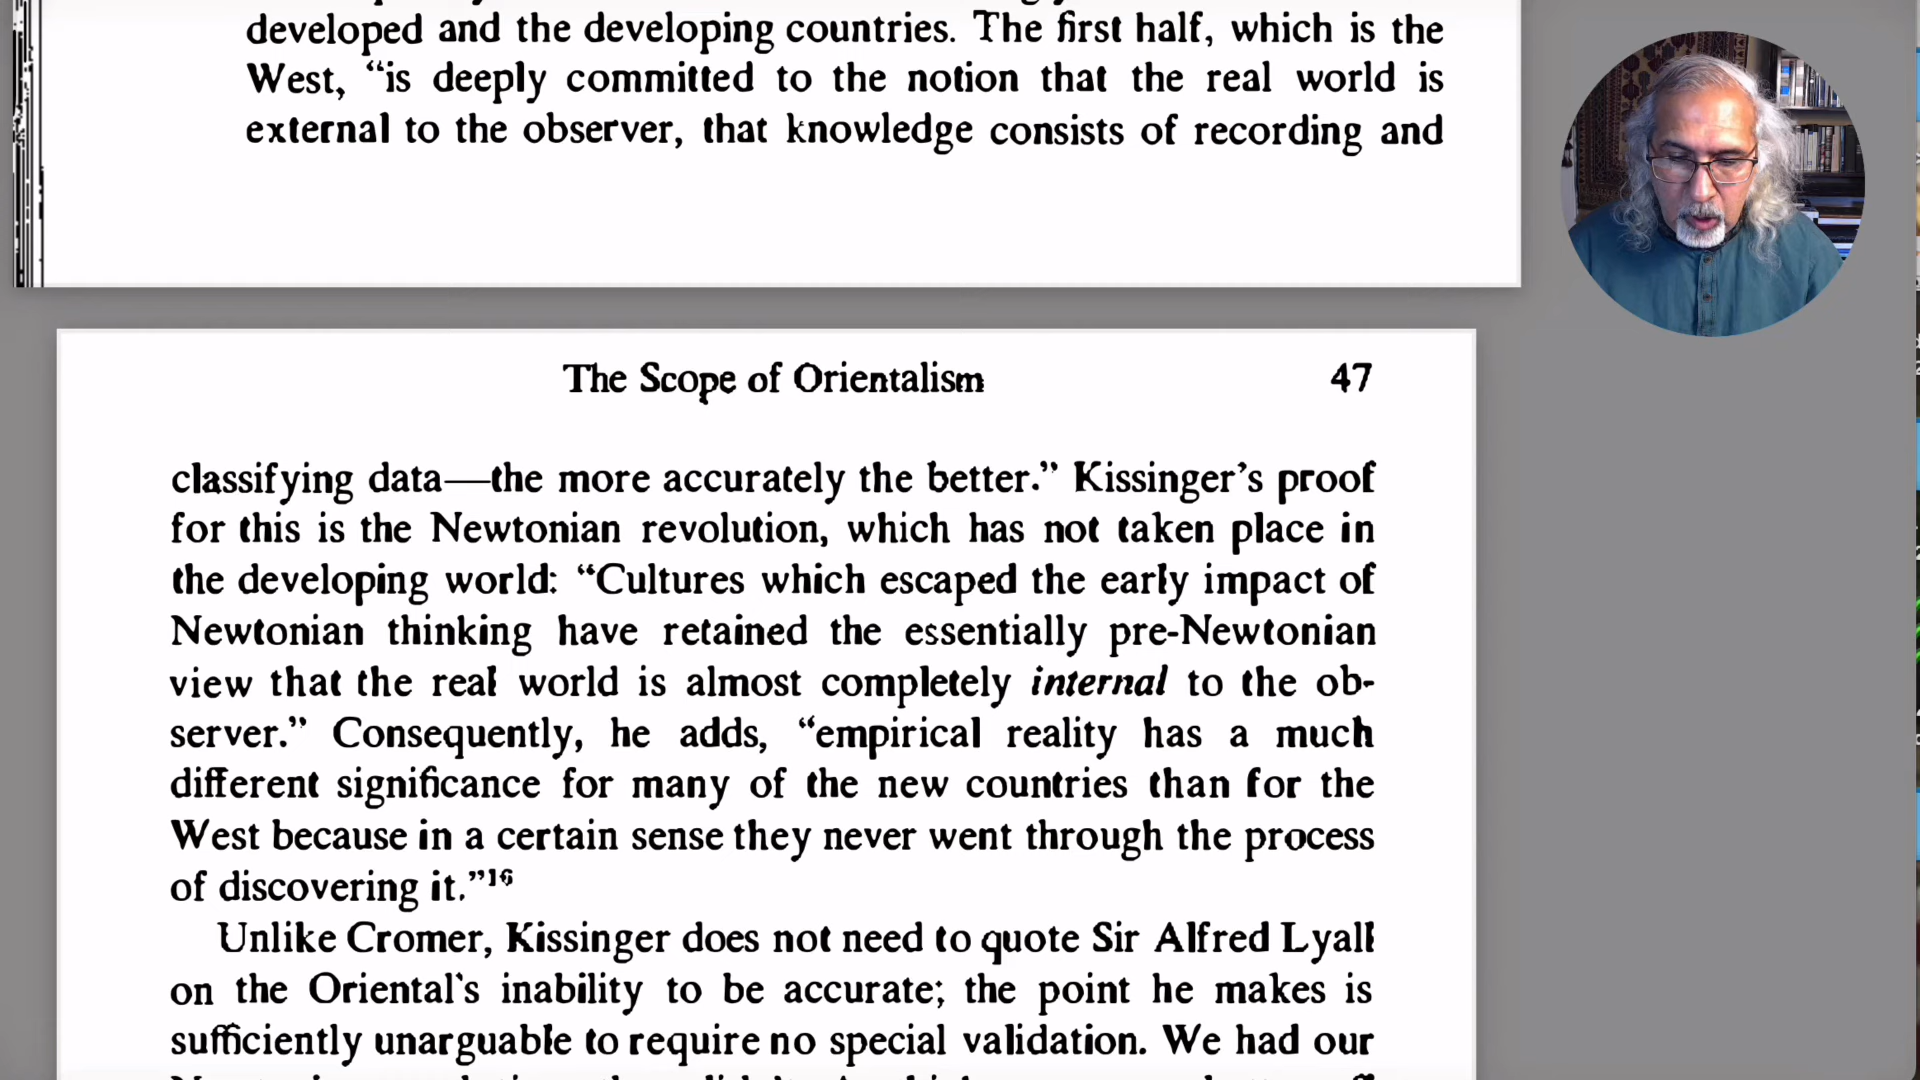 developed and the developing countries. The first half, which is the
West, “is deeply committed to the notion that the real world is
external to the observer, that knowledge consists of recording and
The Scope of Orientalism 47
classifying data—the more accurately the better.” Kissinger’s proof
for this is the Newtonian revolution, which has not taken place in
the developing world: “Cultures which escaped the early impact of
Newtonian thinking have retained the essentially pre-Newtonian
view that the real world is almost completely internal to the ob-
server.” Consequently, he adds, “empirical reality has a much
different significance for many of the new countries than for the
West because in a certain sense they never went through the process
of discovering it.”16
Unlike Cromer, Kissinger does not need to quote Sir Alfred Lyall
on the Oriental’s inability to be accurate; the point he makes is
sufficiently unarguable to require no special validation. We had our